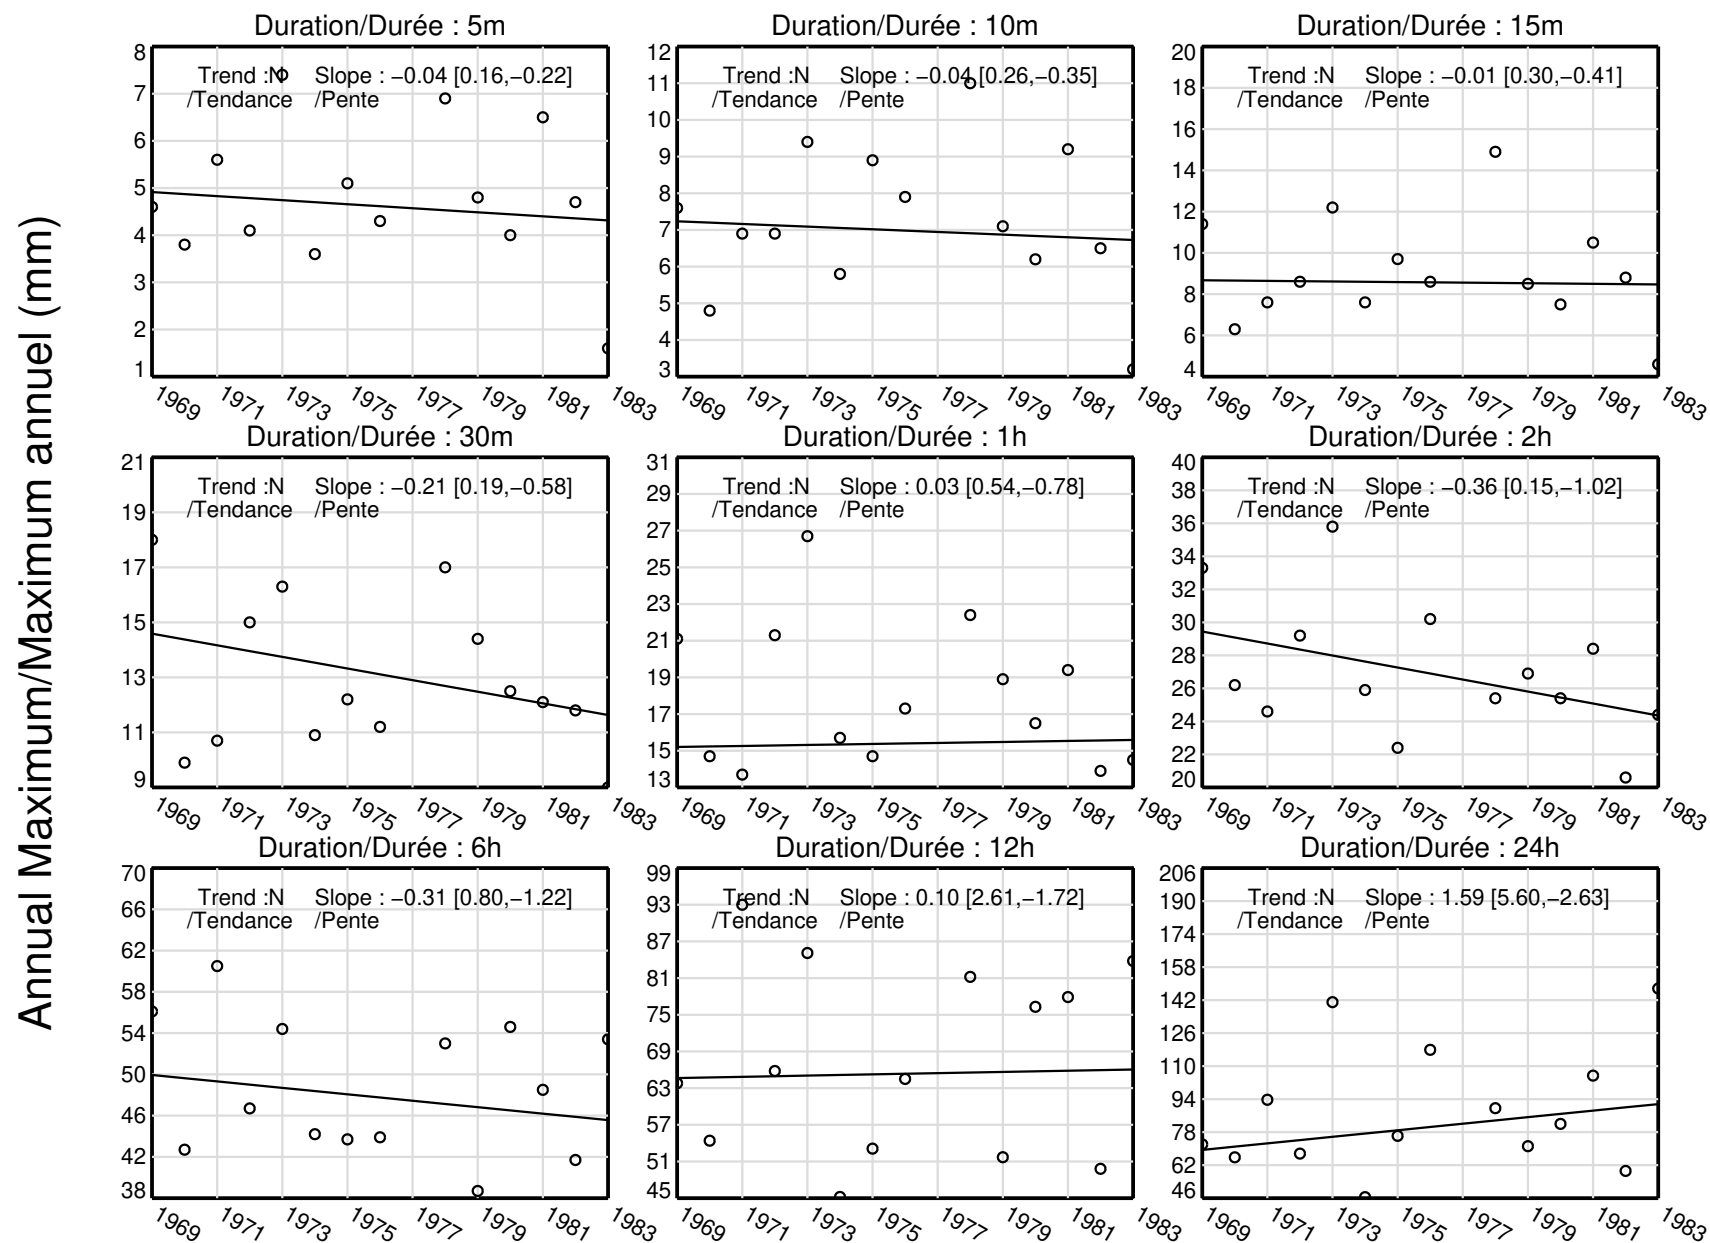 Annual Maximum/Maximum annuel (mm)
Duration/Durée : 5m
Trend :N Slope : −0.04 [0.16,−0.22]
/Tendance /Pente
8
7
6
5
4
3
2
1
1969 1971 1973 1975 1977 1979 1981 1983
Duration/Durée : 10m
Trend :N Slope : −0.04 [0.26,−0.35]
/Tendance /Pente
12
11
10
9
8
7
6
5
4
3
1969 1971 1973 1975 1977 1979 1981 1983
Duration/Durée : 15m
Trend :N Slope : −0.01 [0.30,−0.41]
/Tendance /Pente
20
18
16
14
12
10
8
6
4
1969 1971 1973 1975 1977 1979 1981 1983
Duration/Durée : 30m
Trend :N Slope : −0.21 [0.19,−0.58]
/Tendance /Pente
21
19
17
15
13
11
9
1969 1971 1973 1975 1977 1979 1981 1983
Duration/Durée : 1h
Trend :N Slope : 0.03 [0.54,−0.78]
/Tendance /Pente
31
29
27
25
23
21
19
17
15
13
1969 1971 1973 1975 1977 1979 1981 1983
Duration/Durée : 2h
Trend :N Slope : −0.36 [0.15,−1.02]
/Tendance /Pente
40
38
36
34
32
30
28
26
24
22
20
1969 1971 1973 1975 1977 1979 1981 1983
Duration/Durée : 6h
Trend :N Slope : −0.31 [0.80,−1.22]
/Tendance /Pente
70
66
62
58
54
50
46
42
38
1969 1971 1973 1975 1977 1979 1981 1983
Duration/Durée : 12h
Trend :N Slope : 0.10 [2.61,−1.72]
/Tendance /Pente
99
93
87
81
75
69
63
57
51
45
1969 1971 1973 1975 1977 1979 1981 1983
Duration/Durée : 24h
Trend :N Slope : 1.59 [5.60,−2.63]
/Tendance /Pente
206
190
174
158
142
126
110
94
78
62
46
1969 1971 1973 1975 1977 1979 1981 1983